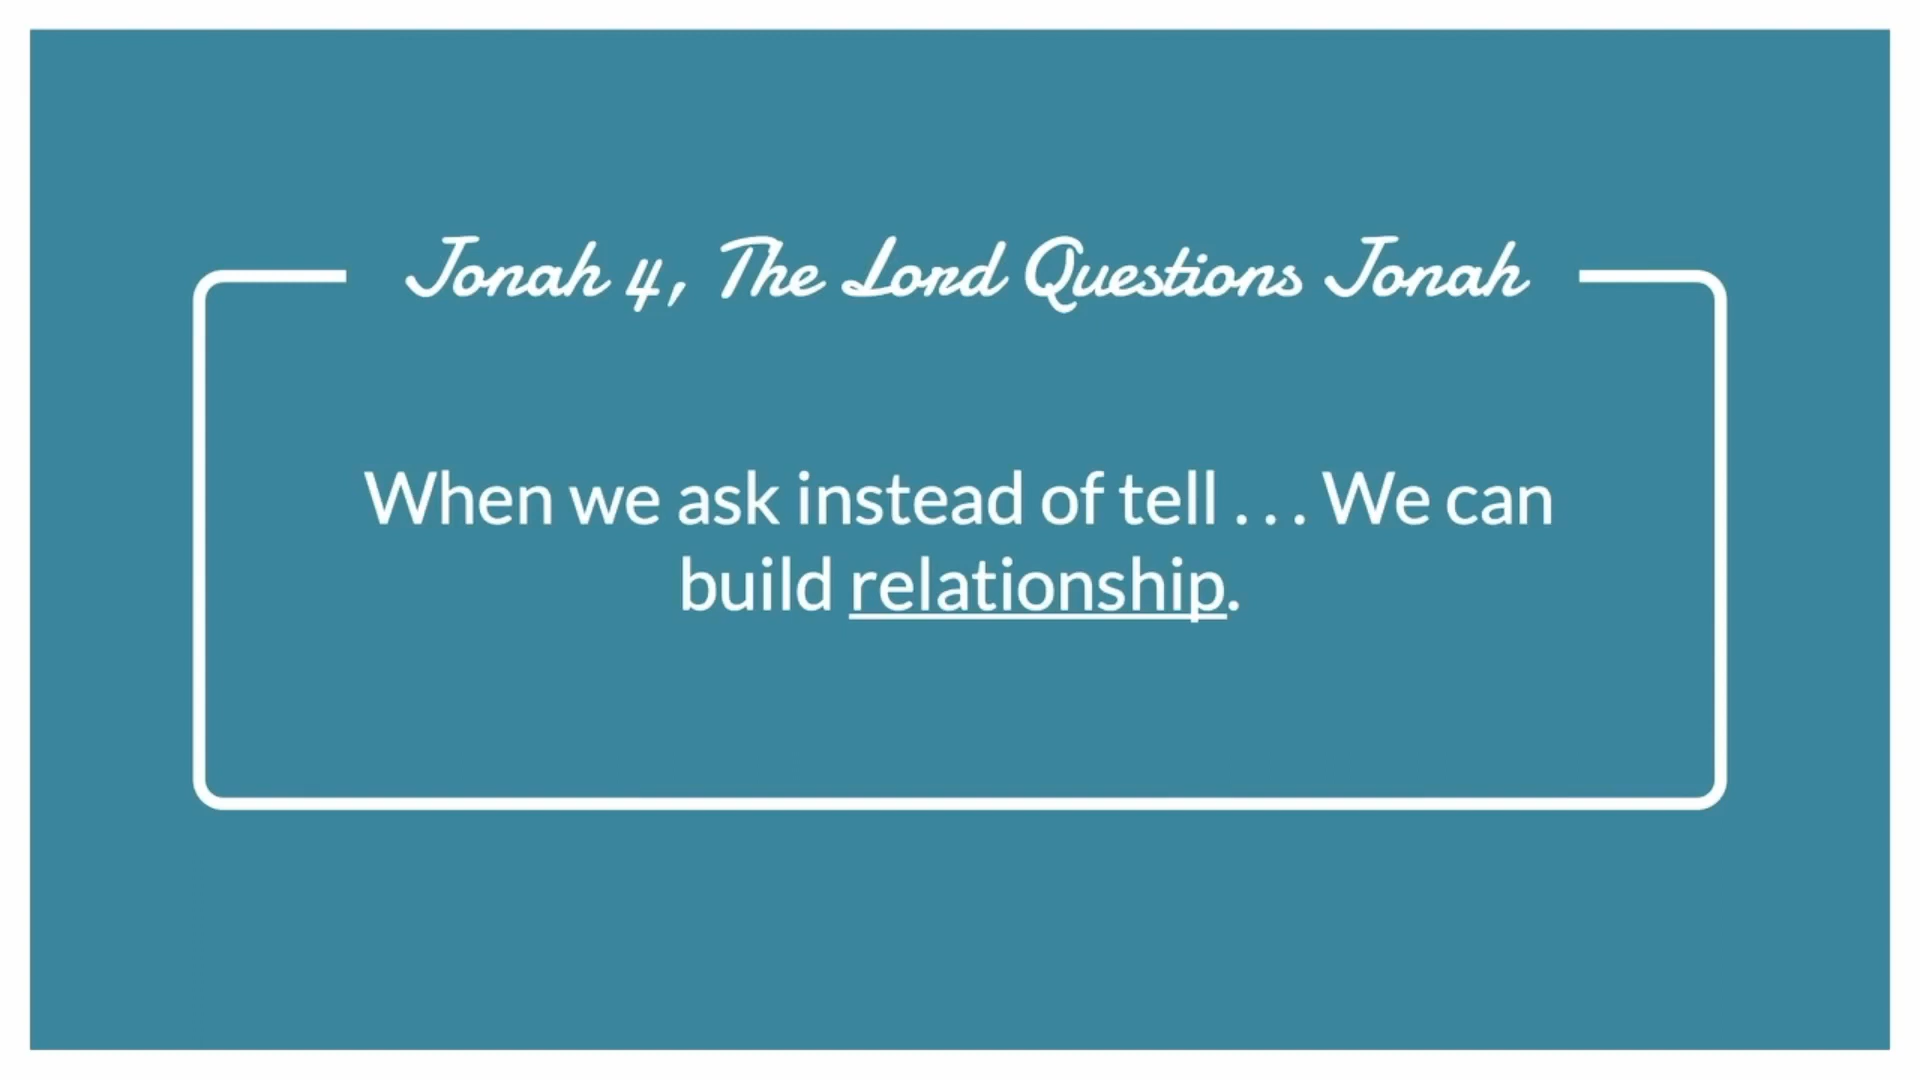 Jonah 4, The Lord Questions Jonah
When we ask instead of tell . . . We can
build relationship.